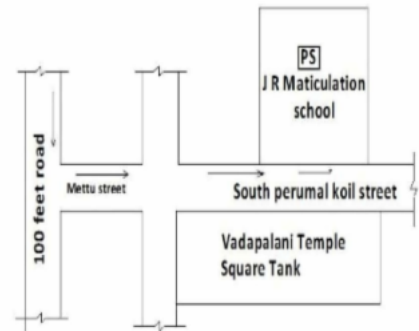 PS
J R Maticulation
school
100 feet road
Mettu street
South perumal koil street
Vadapalani Temple
Square Tank